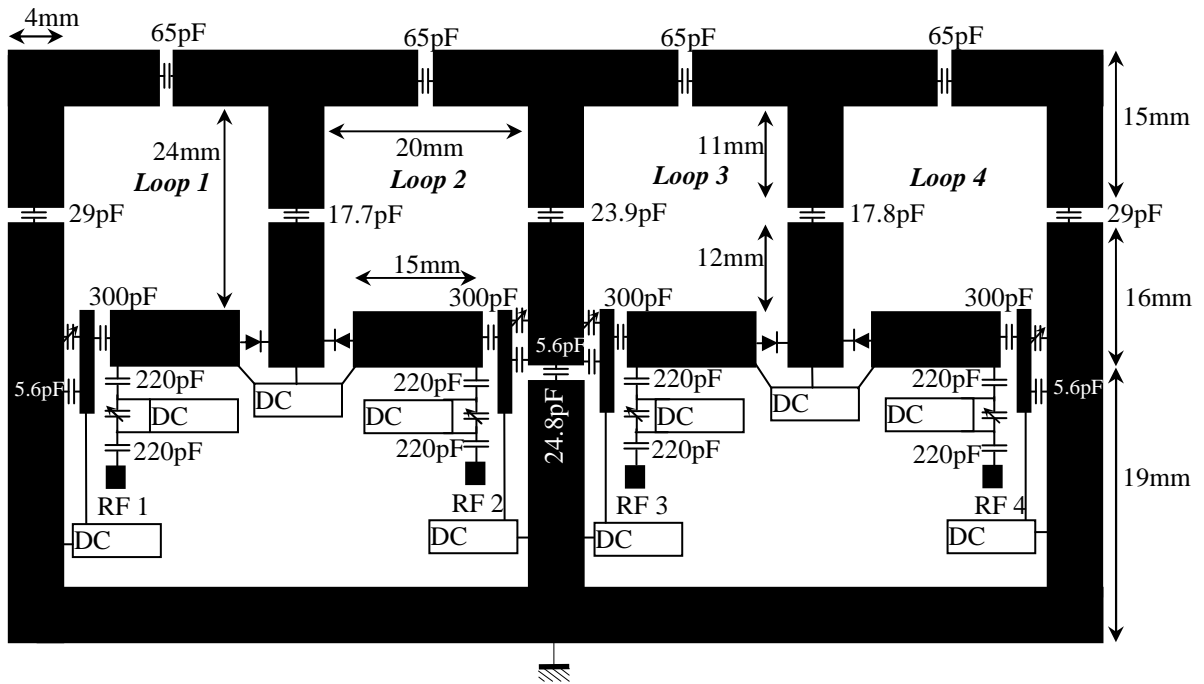 4mm
65pF
65pF
65pF
65pF
24mm
Loop 1
20mm
Loop 2
11mm
Loop 3
Loop 4
15mm
29pF
17.7pF
23.9pF
17.8pF
29pF
12mm
15mm
16mm
300pF
300pF
300pF
300pF
5.6pF
5.6pF
5.6pF
220pF
DC
220pF
220pF
DC
220pF
DC
DC
DC
DC
24.8pF
220pF
220pF
220pF
220pF
19mm
RF 1
RF 2
RF 3
RF 4
DC
DC
DC
DC